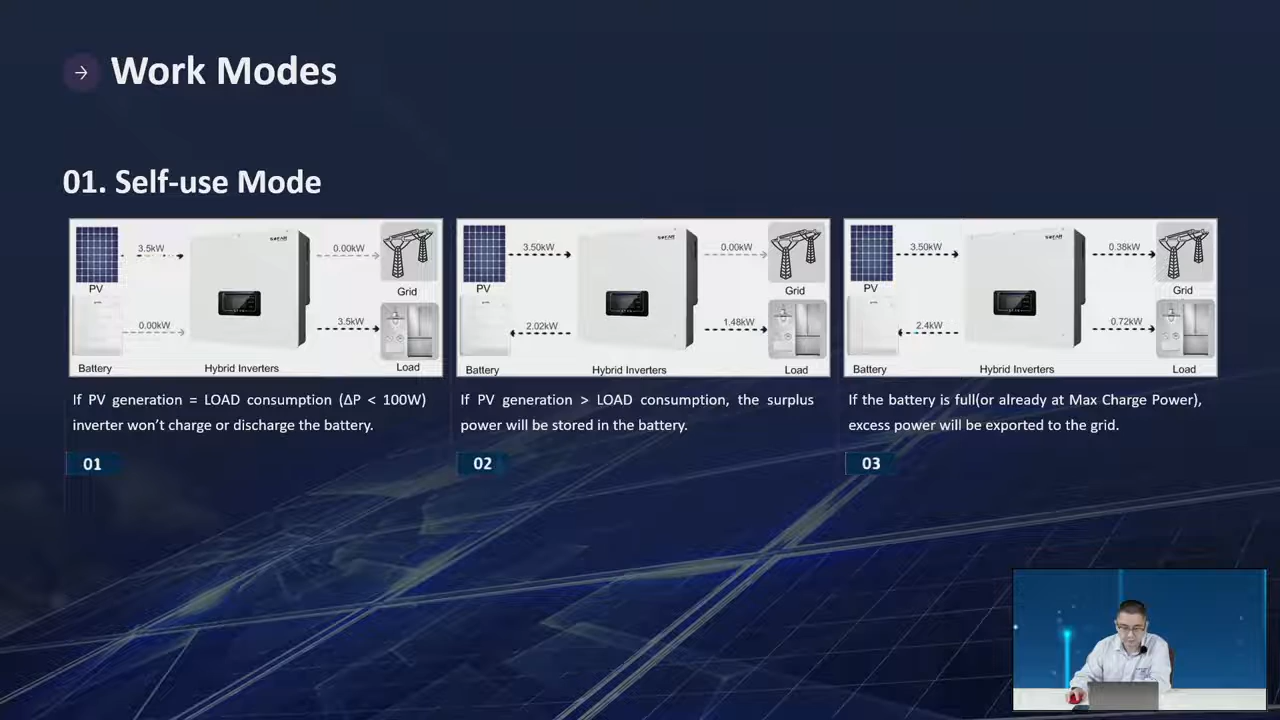 Work Modes
01. Self-use Mode
3.5kW
0.00kW
SOFAR
PV
Grid
0.00kW
3.5kW
Battery
Hybrid Inverters
Load
If PV generation = LOAD consumption (ΔP < 100W)
inverter won't charge or discharge the battery.
01
3.50kW
0.00kW
SOFAR
PV
Grid
2.02kW
1.48kW
Battery
Hybrid Inverters
Load
If PV generation > LOAD consumption, the surplus
power will be stored in the battery.
02
3.50kW
0.38kW
SOFAR
PV
Grid
2.4kW
0.72kW
Battery
Hybrid Inverters
Load
If the battery is full(or already at Max Charge Power),
excess power will be exported to the grid.
03